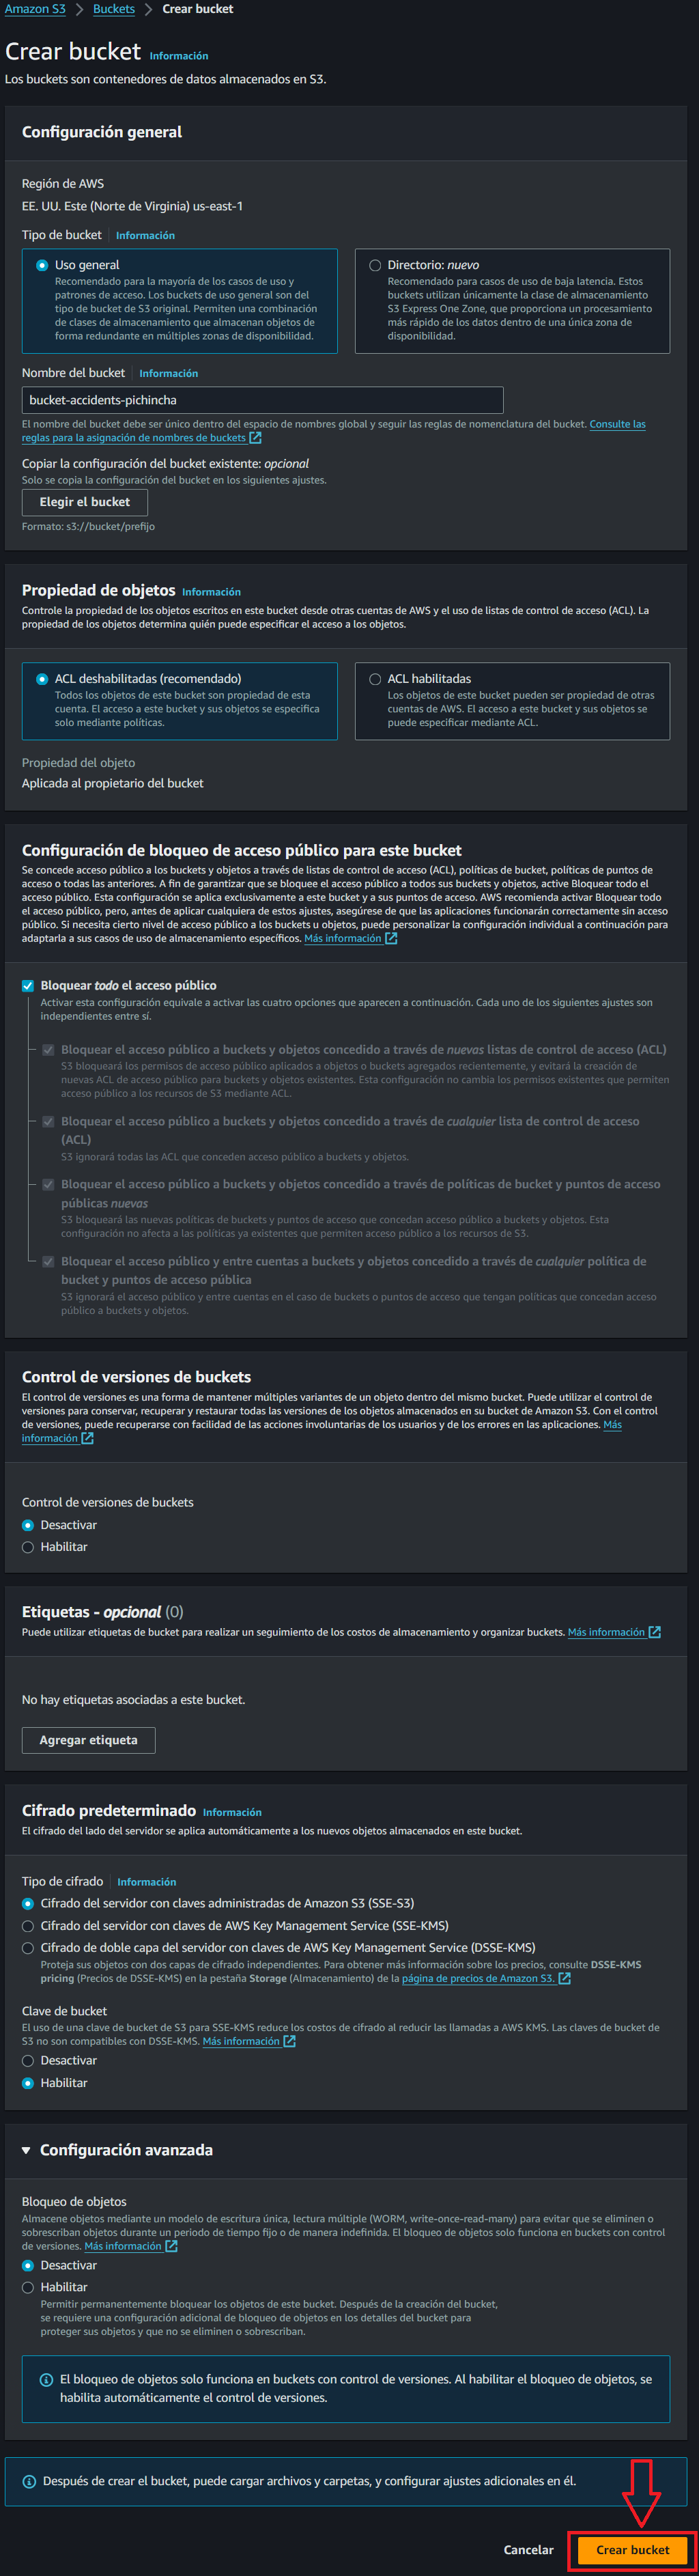 Amazon S3 > Buckets > Crear bucket
Crear bucket Información
Los buckets son contenedores de datos almacenados en S3.
Configuración general
Región de AWS
EE. UU. Este (Norte de Virginia) us-east-1
Tipo de bucket Información
Uso general
Recomendado para la mayoría de los casos de uso y
patrones de acceso. Los buckets de uso general son del
tipo de bucket de S3 original. Permiten una combinación
de clases de almacenamiento que almacenan objetos de
forma redundante en múltiples zonas de disponibilidad.
Directorio: nuevo
Recomendado para casos de uso de baja latencia. Estos
buckets utilizan únicamente la clase de almacenamiento
S3 Express One Zone, que proporciona un procesamiento
más rápido de los datos dentro de una única zona de
disponibilidad.
Nombre del bucket Información
bucket-accidents-pichincha
El nombre del bucket debe ser único dentro del espacio de nombres global y seguir las reglas de nomenclatura del bucket. Consulte las
reglas para la asignación de nombres de buckets
Copiar la configuración del bucket existente: opcional
Solo se copia la configuración del bucket en los siguientes ajustes.
Elegir el bucket
Formato: s3://bucket/prefijo
Propiedad de objetos Información
Controle la propiedad de los objetos escritos en este bucket desde otras cuentas de AWS y el uso de listas de control de acceso (ACL). La
propiedad de los objetos determina quién puede especificar el acceso a los objetos.
ACL deshabilitadas (recomendado)
Todos los objetos de este bucket son propiedad de esta
cuenta. El acceso a este bucket y sus objetos se especifica
solo mediante políticas.
ACL habilitadas
Los objetos de este bucket pueden ser propiedad de otras
cuentas de AWS. El acceso a este bucket y sus objetos se
puede especificar mediante ACL.
Propiedad del objeto
Aplicada al propietario del bucket
Configuración de bloqueo de acceso público para este bucket
Se concede acceso público a los buckets y objetos a través de listas de control de acceso (ACL), políticas de bucket, políticas de puntos de
acceso o todas las anteriores. A fin de garantizar que se bloquee el acceso público a todos sus buckets y objetos, active Bloquear todo el
acceso público. Esta configuración se aplica exclusivamente a este bucket y a sus puntos de acceso. AWS recomienda activar Bloquear todo
el acceso público, pero, antes de aplicar cualquiera de estos ajustes, asegúrese de que las aplicaciones funcionarán correctamente sin acceso
público. Si necesita cierto nivel de acceso público a los buckets u objetos, puede personalizar la configuración individual a continuación para
adaptarla a sus casos de uso de almacenamiento específicos. Más información
Bloquear todo el acceso público
Activar esta configuración equivale a activar las cuatro opciones que aparecen a continuación. Cada uno de los siguientes ajustes son
independientes entre sí.
Bloquear el acceso público a buckets y objetos concedido a través de nuevas listas de control de acceso (ACL)
S3 bloqueará los permisos de acceso público aplicados a objetos o buckets agregados recientemente, y evitará la creación de
nuevas ACL de acceso público para buckets y objetos existentes. Esta configuración no cambia los permisos existentes que permiten
acceso público a los recursos de S3 mediante ACL.
Bloquear el acceso público a buckets y objetos concedido a través de cualquier lista de control de acceso
(ACL)
S3 ignorará todas las ACL que conceden acceso público a buckets y objetos.
Bloquear el acceso público a buckets y objetos concedido a través de políticas de bucket y puntos de acceso
públicas nuevas
S3 bloqueará las nuevas políticas de buckets y puntos de acceso que concedan acceso público a buckets y objetos. Esta
configuración no afecta a las políticas ya existentes que permiten acceso público a los recursos de S3.
Bloquear el acceso público y entre cuentas a buckets y objetos concedido a través de cualquier política de
bucket y puntos de acceso pública
S3 ignorará el acceso público y entre cuentas en el caso de buckets o puntos de acceso que tengan políticas que concedan acceso
público a buckets y objetos.
Control de versiones de buckets
El control de versiones es una forma de mantener múltiples variantes de un objeto dentro del mismo bucket. Puede utilizar el control de
versiones para conservar, recuperar y restaurar todas las versiones de los objetos almacenados en su bucket de Amazon S3. Con el control
de versiones, puede recuperarse con facilidad de las acciones involuntarias de los usuarios y de los errores en las aplicaciones. Más
información
Control de versiones de buckets
Desactivar
Habilitar
Etiquetas - opcional (0)
Puede utilizar etiquetas de bucket para realizar un seguimiento de los costos de almacenamiento y organizar buckets. Más información
No hay etiquetas asociadas a este bucket.
Agregar etiqueta
Cifrado predeterminado Información
El cifrado del lado del servidor se aplica automáticamente a los nuevos objetos almacenados en este bucket.
Tipo de cifrado Información
Cifrado del servidor con claves administradas de Amazon S3 (SSE-S3)
Cifrado del servidor con claves de AWS Key Management Service (SSE-KMS)
Cifrado de doble capa del servidor con claves de AWS Key Management Service (DSSE-KMS)
Proteja sus objetos con dos capas de cifrado independientes. Para obtener más información sobre los precios, consulte DSSE-KMS
pricing (Precios de DSSE-KMS) en la pestaña Storage (Almacenamiento) de la página de precios de Amazon S3.
Clave de bucket
El uso de una clave de bucket de S3 para SSE-KMS reduce los costos de cifrado al reducir las llamadas a AWS KMS. Las claves de bucket de
S3 no son compatibles con DSSE-KMS. Más información
Desactivar
Habilitar
Configuración avanzada
Bloqueo de objetos
Almacene objetos mediante un modelo de escritura única, lectura múltiple (WORM, write-once-read-many) para evitar que se eliminen o
sobrescriban objetos durante un periodo de tiempo fijo o de manera indefinida. El bloqueo de objetos solo funciona en buckets con control
de versiones. Más información
Desactivar
Habilitar
Permitir permanentemente bloquear los objetos de este bucket. Después de la creación del bucket,
se requiere una configuración adicional de bloqueo de objetos en los detalles del bucket para
proteger sus objetos y que no se eliminen o sobrescriban.
El bloqueo de objetos solo funciona en buckets con control de versiones. Al habilitar el bloqueo de objetos, se
habilita automáticamente el control de versiones.
Después de crear el bucket, puede cargar archivos y carpetas, y configurar ajustes adicionales en él.
Cancelar Crear bucket